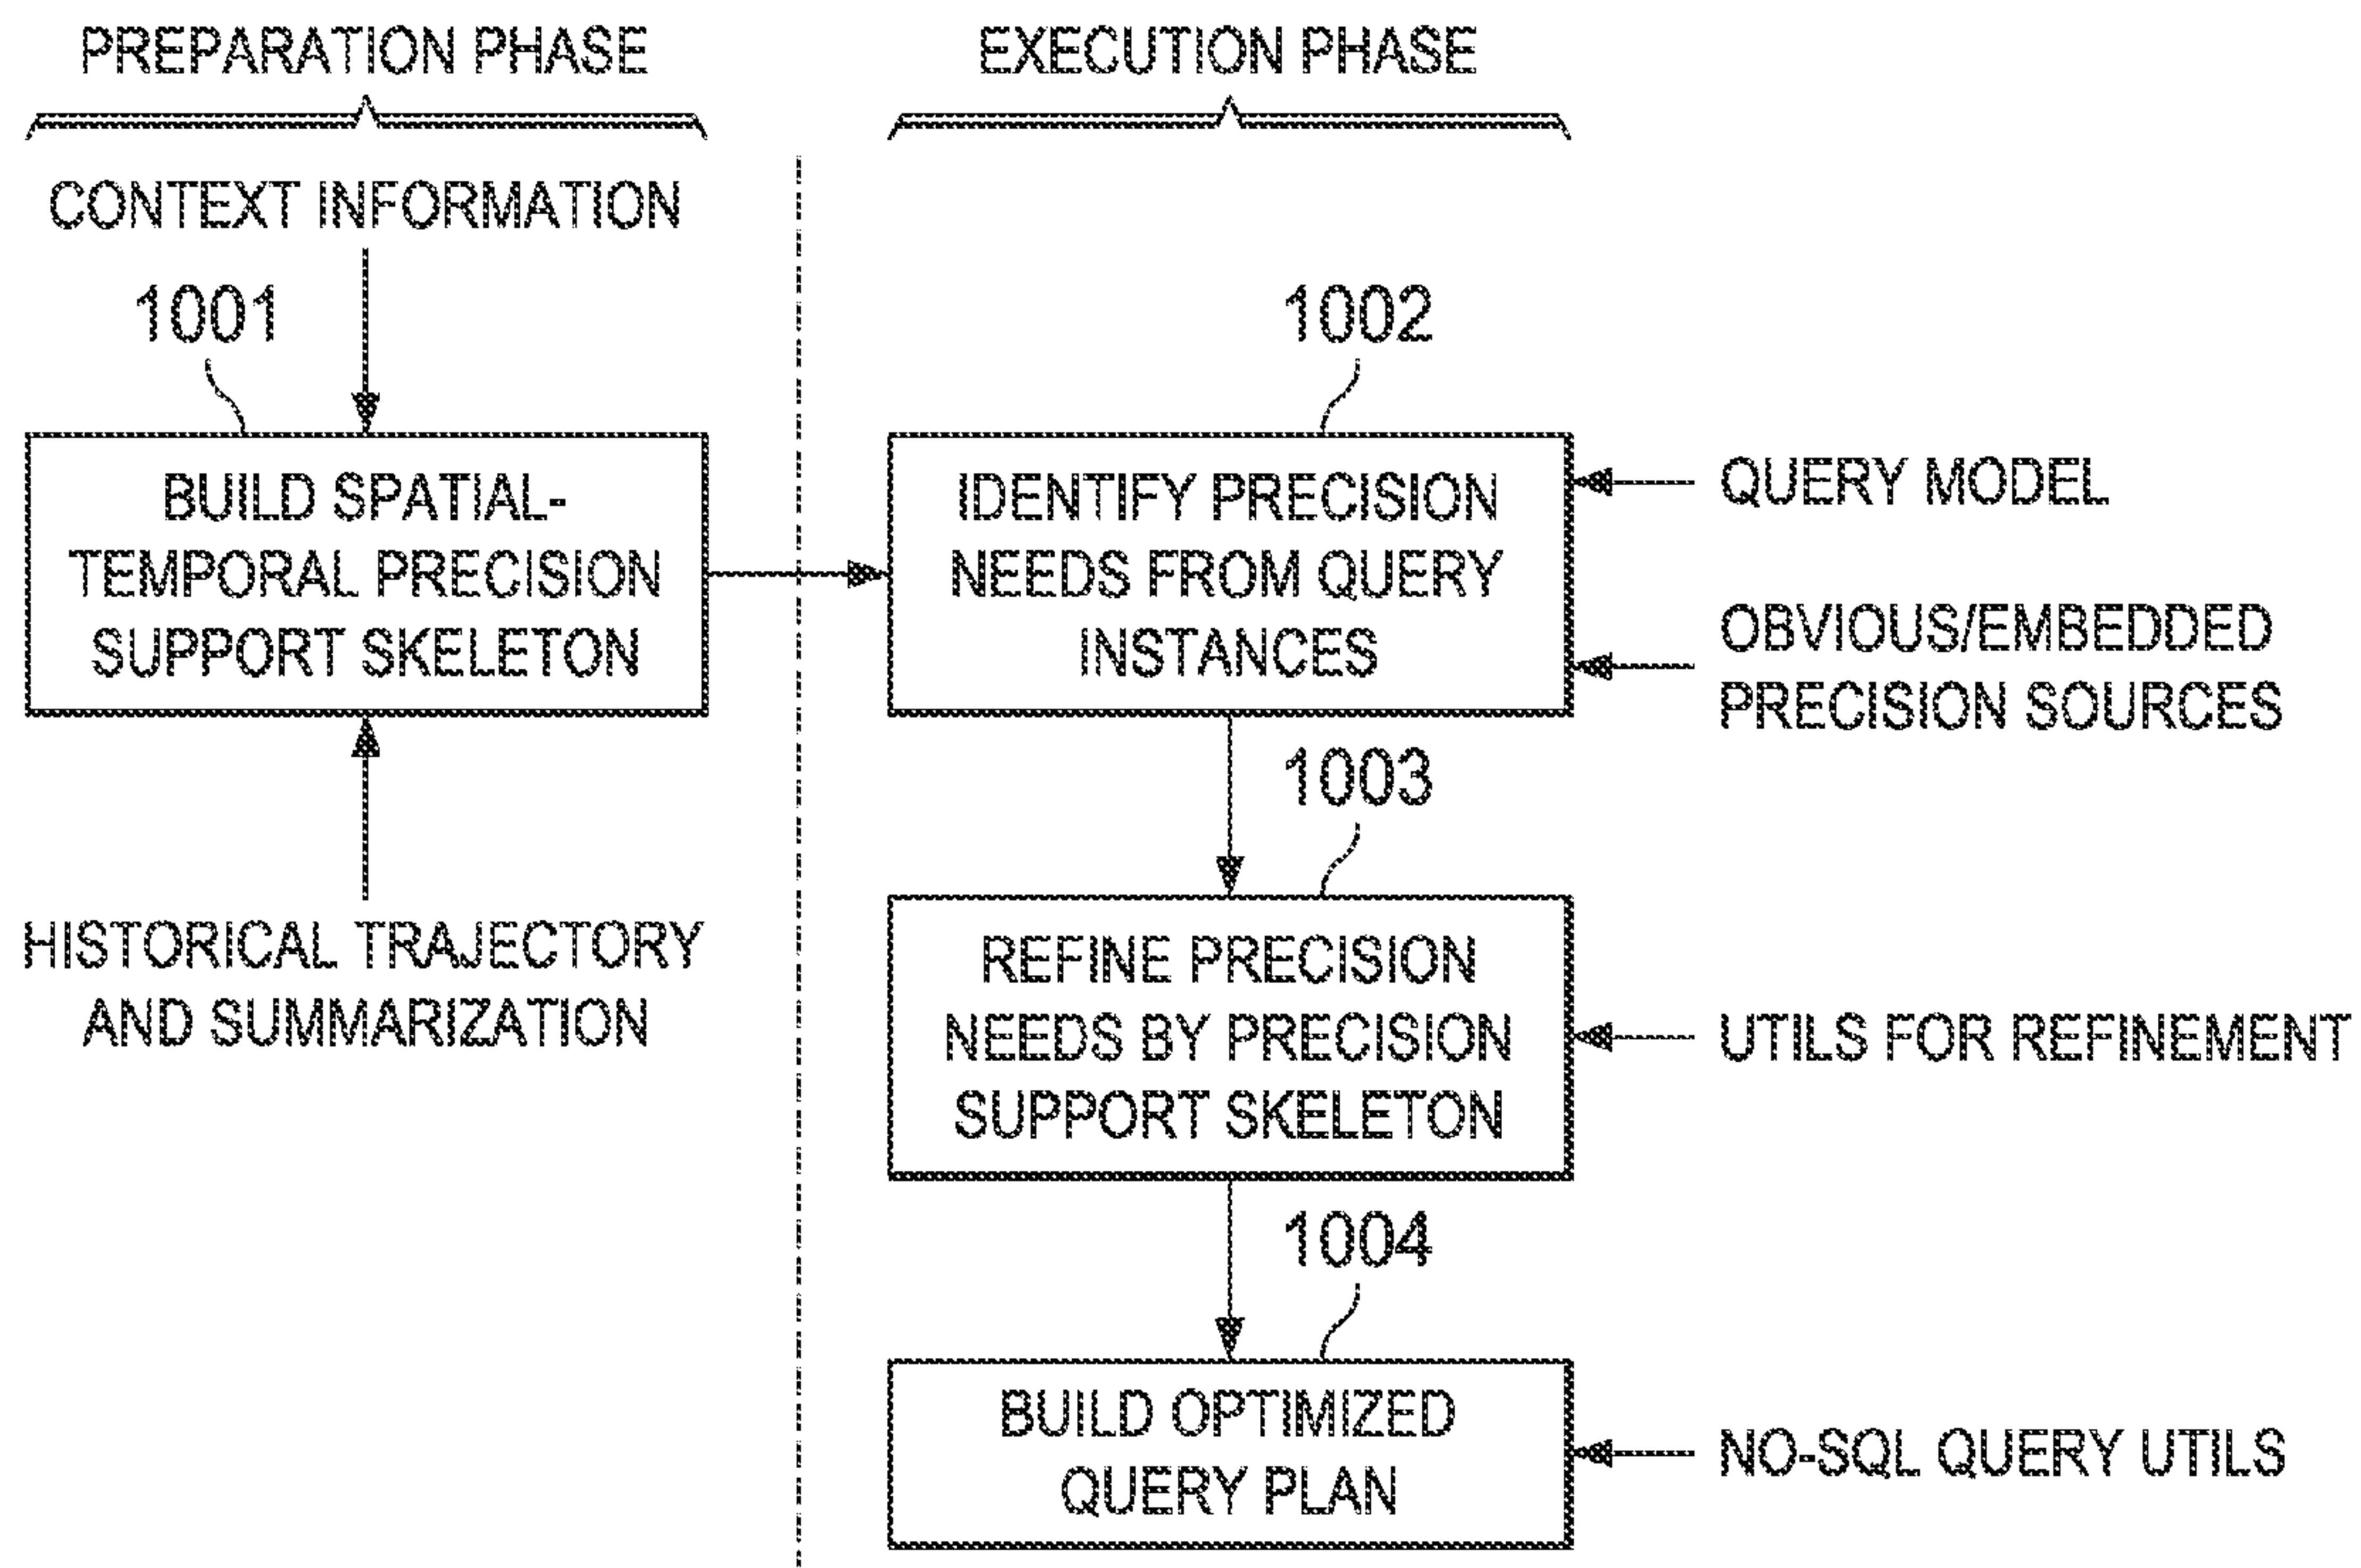 PREPARATION PHASE
EXECUTION PHASE
CONTEXT INFORMATION
1001
BUILD SPATIAL-
TEMPORAL PRECISION
SUPPORT SKELETON
HISTORICAL TRAJECTORY
AND SUMMARIZATION
1002
IDENTIFY PRECISION
NEEDS FROM QUERY
INSTANCES
QUERY MODEL
OBVIOUS/EMBEDDED
PRECISION SOURCES
1003
REFINE PRECISION
NEEDS BY PRECISION
SUPPORT SKELETON
UTILS FOR REFINEMENT
1004
BUILD OPTIMIZED
QUERY PLAN
NO-SQL QUERY UTILS